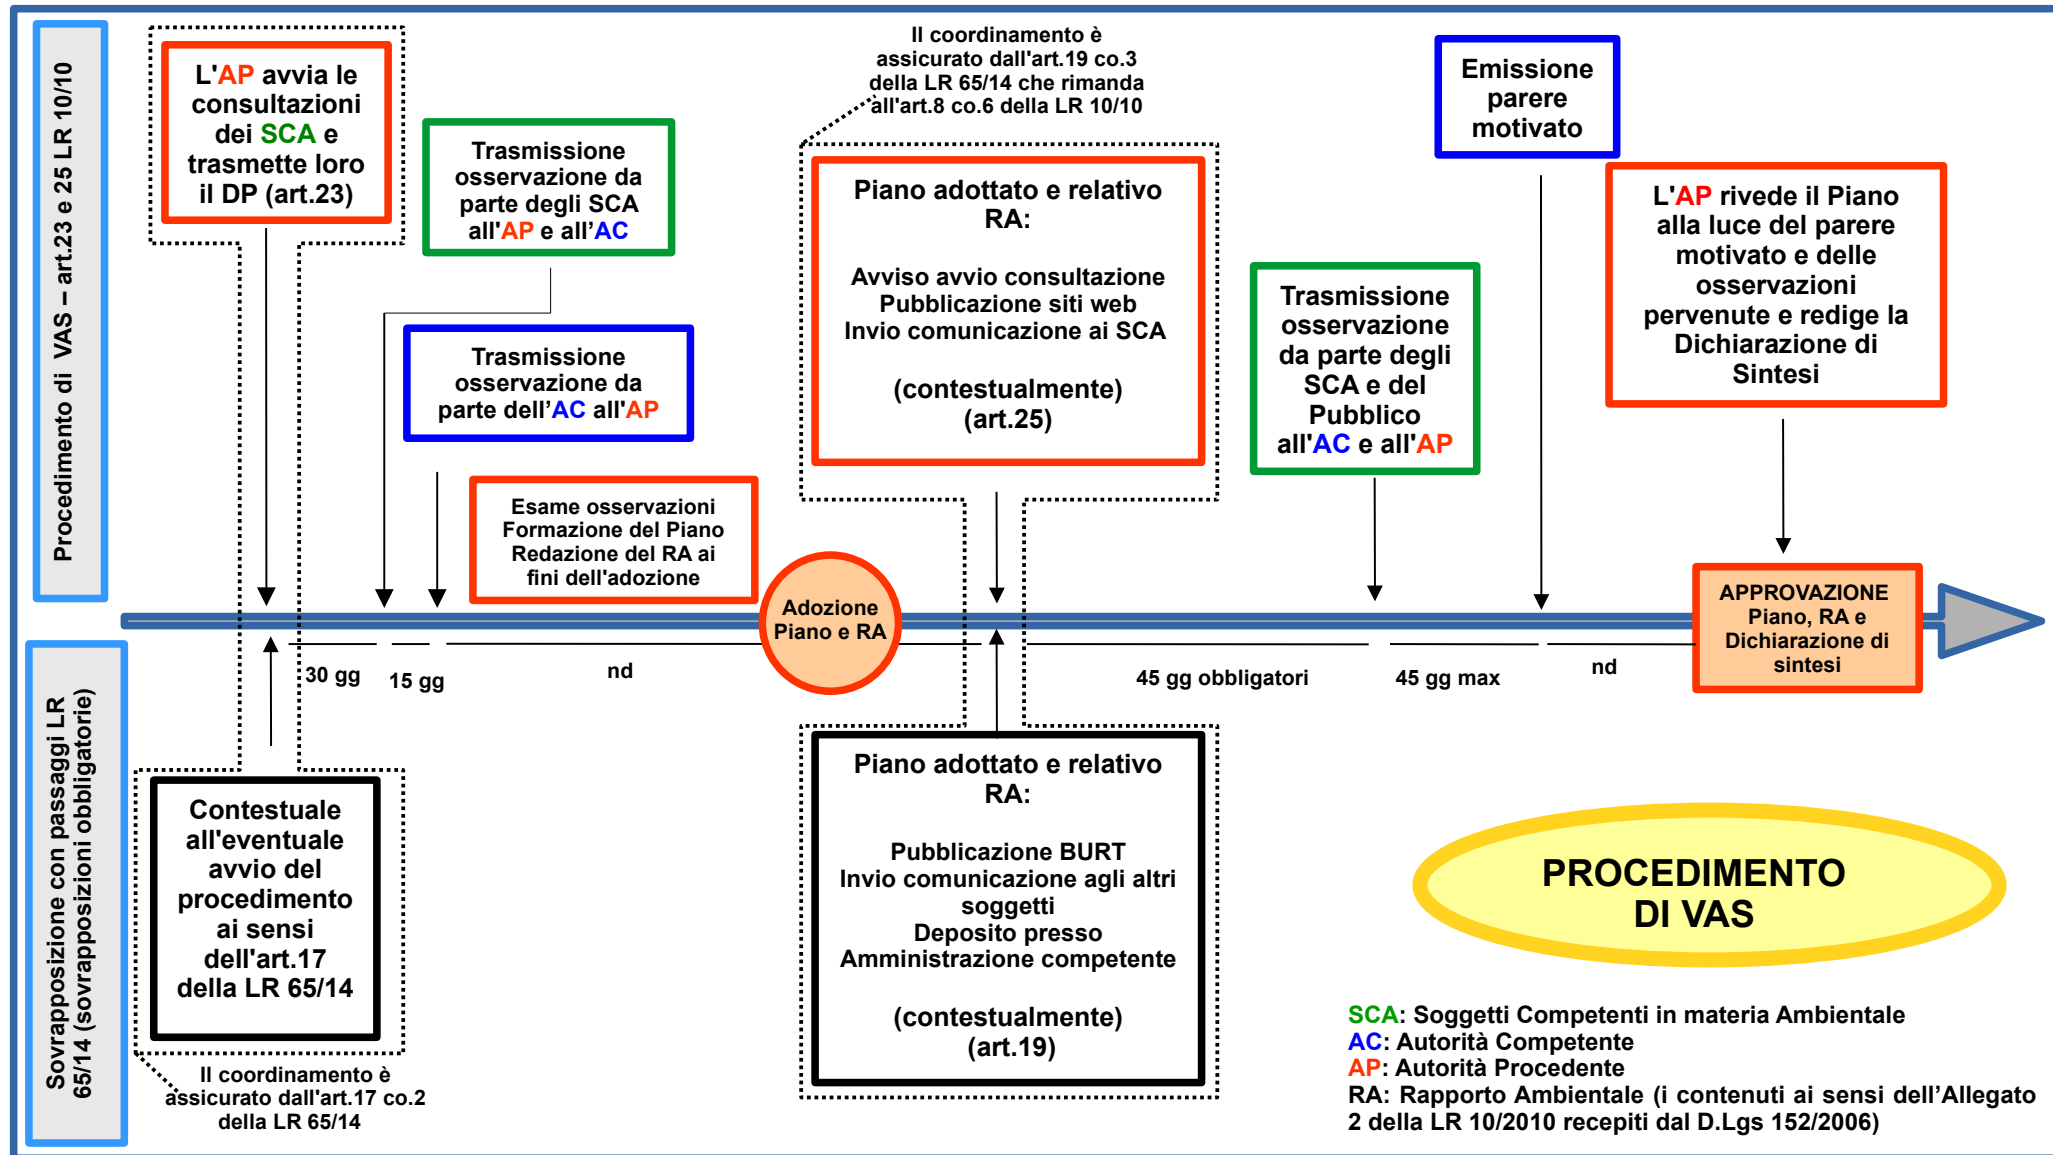 Procedimento di VAS – art.23 e 25 LR 10/10
L'AP avvia le
consultazioni
dei SCA e
trasmette loro
il DP (art.23)
Trasmissione
osservazione da
parte degli SCA
all'AP e all’AC
Trasmissione
osservazione da
parte dell’AC all'AP
Esame osservazioni
Formazione del Piano
Redazione del RA ai
fini dell'adozione
Il coordinamento è
assicurato dall'art.19 co.3
della LR 65/14 che rimanda
all'art.8 co.6 della LR 10/10
Piano adottato e relativo
RA:
Avviso avvio consultazione
Pubblicazione siti web
Invio comunicazione ai SCA
(contestualmente)
(art.25)
Trasmissione
osservazione
da parte degli
SCA e del
Pubblico
all'AC e all'AP
Emissione
parere
motivato
L'AP rivede il Piano
alla luce del parere
motivato e delle
osservazioni
pervenute e redige la
Dichiarazione di
Sintesi
Adozione
Piano e RA
APPROVAZIONE
Piano, RA e
Dichiarazione di
sintesi
30 gg
15 gg
nd
45 gg obbligatori
45 gg max
nd
Sovrapposizione con passaggi LR
65/14 (sovrapposizioni obbligatorie)
Contestuale
all'eventuale
avvio del
procedimento
ai sensi
dell'art.17
della LR 65/14
Il coordinamento è
assicurato dall'art.17 co.2
della LR 65/14
Piano adottato e relativo
RA:
Pubblicazione BURT
Invio comunicazione agli altri
soggetti
Deposito presso
Amministrazione competente
(contestualmente)
(art.19)
PROCEDIMENTO
DI VAS
SCA: Soggetti Competenti in materia Ambientale
AC: Autorità Competente
AP: Autorità Procedente
RA: Rapporto Ambientale (i contenuti ai sensi dell’Allegato
2 della LR 10/2010 recepiti dal D.Lgs 152/2006)